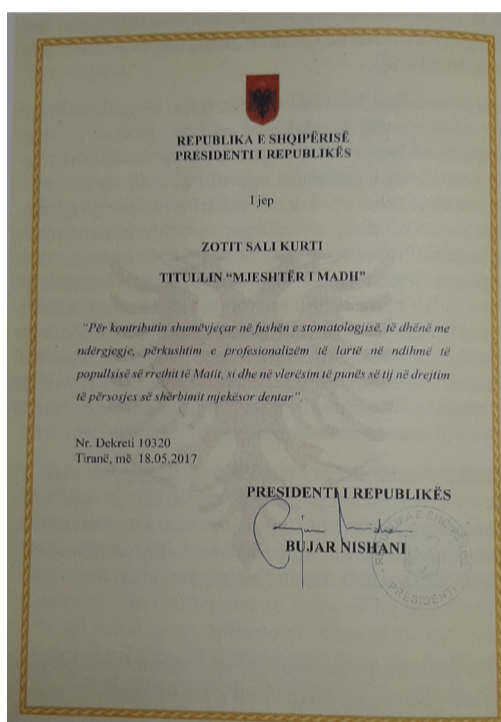 REPUBLIKA E SHQIPËRISË
PRESIDENTI I REPUBLIKËS
I jep
ZOTIT SALI KURTI
TITULLIN “MJESHTËR I MADH”
“Për kontributin shumëvjeçar në fushën e stomatologjisë, të dhënë me
ndërgjegje, përkushtim e profesionalizëm të lartë në ndihmë të
popullsisë së rrethit të Matit, si dhe në vlerësim të punës së tij në drejtim
të përsosjes së shërbimit mjekësor dentar”.
Nr. Dekreti 10320
Tiranë, më 18.05.2017
PRESIDENTI I REPUBLIKËS
BUJAR NISHANI
REPUBLIKA E SHQIPËRISË
PRESIDENTI